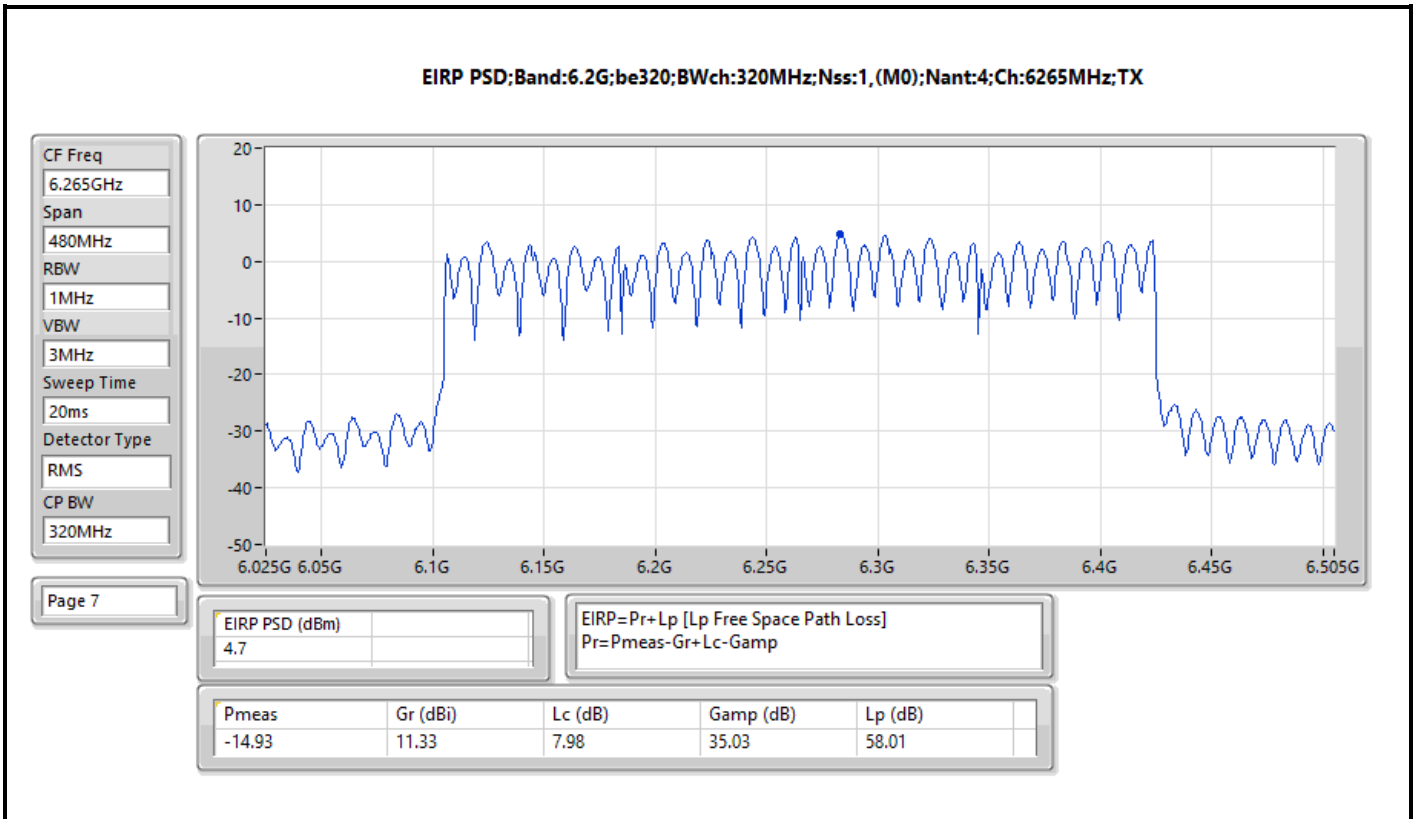 EIRP PSD;Band:6.2G;be320;BWch:320MHz;Nss:1,(M0);Nant:4;Ch:6265MHz;TX
CF Freq
6.265GHz
Span
480MHz
RBW
1MHz
VBW
3MHz
Sweep Time
20ms
Detector Type
RMS
CP BW
320MHz
Page 7
20
10
0
-10
-20
-30
-40
-50
6.025G 6.05G 6.1G 6.15G 6.2G 6.25G 6.3G 6.35G 6.4G 6.45G 6.505G
EIRP PSD (dBm)
4.7
EIRP=Pr+Lp [Lp Free Space Path Loss]
Pr=Pmeas-Gr+Lc-Gamp
Pmeas Gr (dBi) Lc (dB) Gamp (dB) Lp (dB)
-14.93 11.33 7.98 35.03 58.01